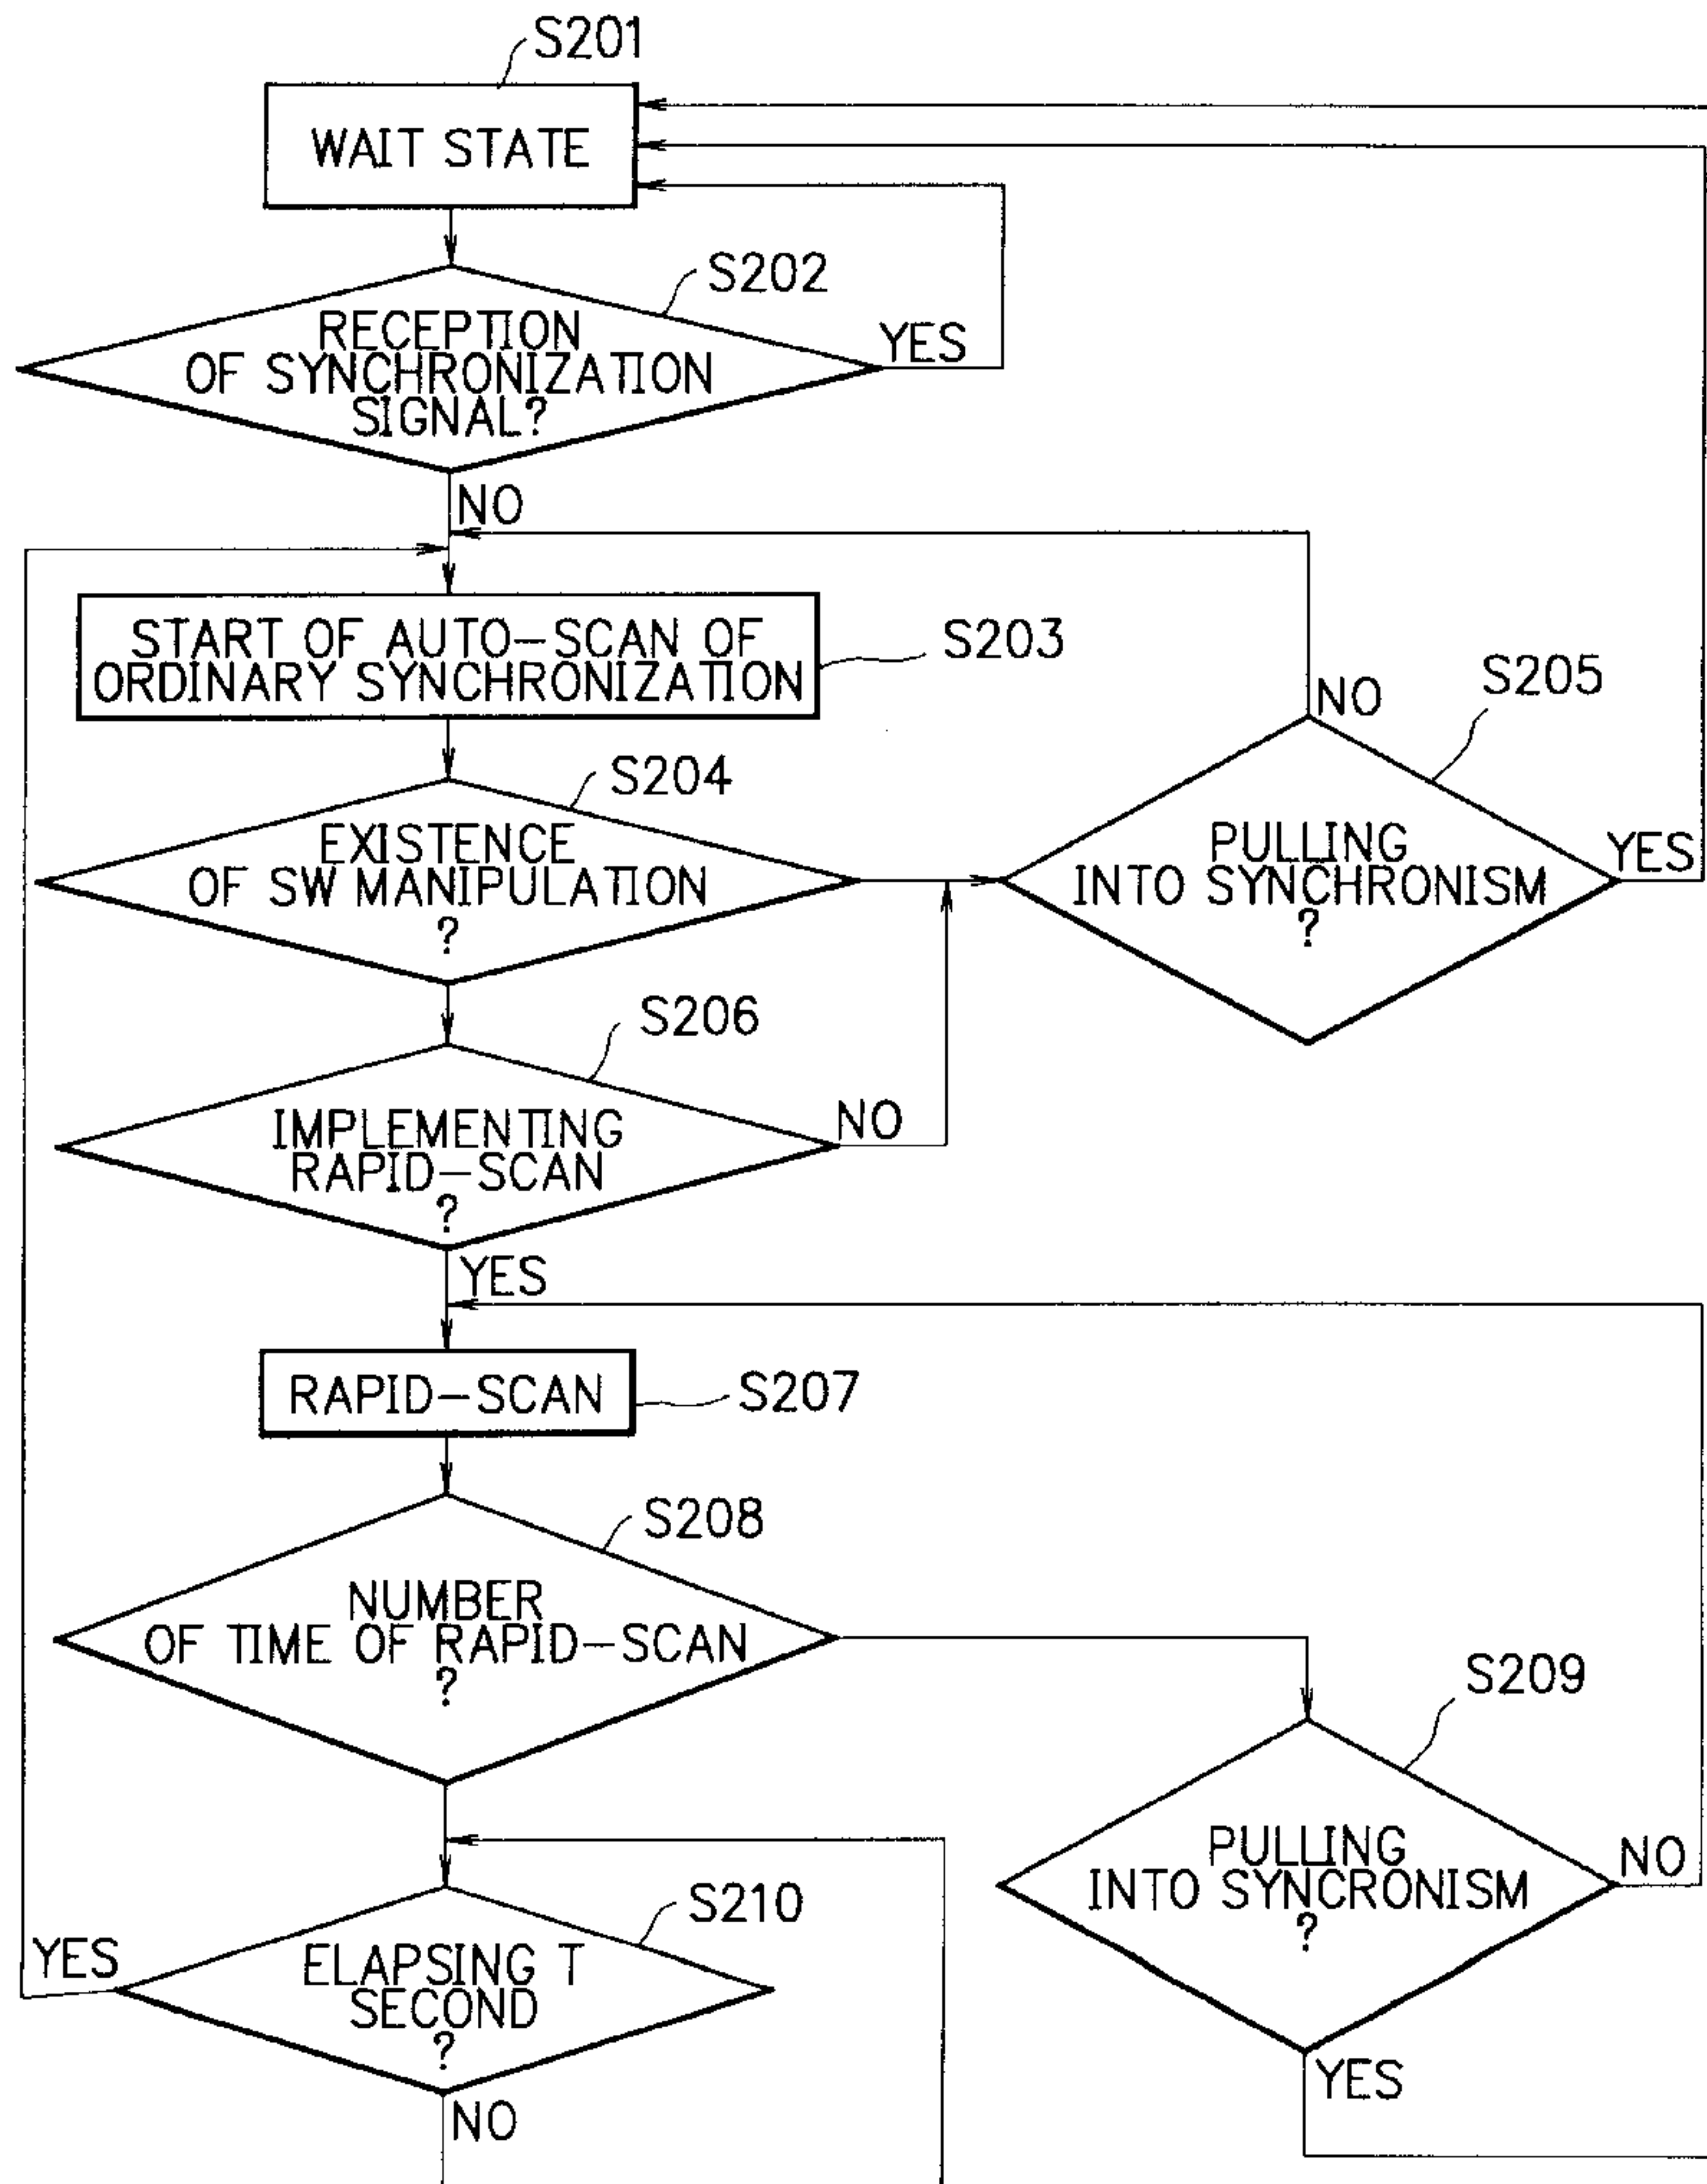 S201
WAIT STATE
S202
RECEPTION
OF SYNCHRONIZATION
SIGNAL?
YES
NO
START OF AUTO-SCAN OF
ORDINARY SYNCHRONIZATION
S203
S204
EXISTENCE
OF SW MANIPULATION
?
S205
NO
PULLING
INTO SYNCHRONISM
?
YES
S206
IMPLEMENTING
RAPID-SCAN
?
NO
YES
RAPID-SCAN
S207
S208
NUMBER
OF TIME OF RAPID-SCAN
?
S209
PULLING
INTO SYNCRONISM
?
NO
YES
S210
ELAPSING T
SECOND
?
YES
NO